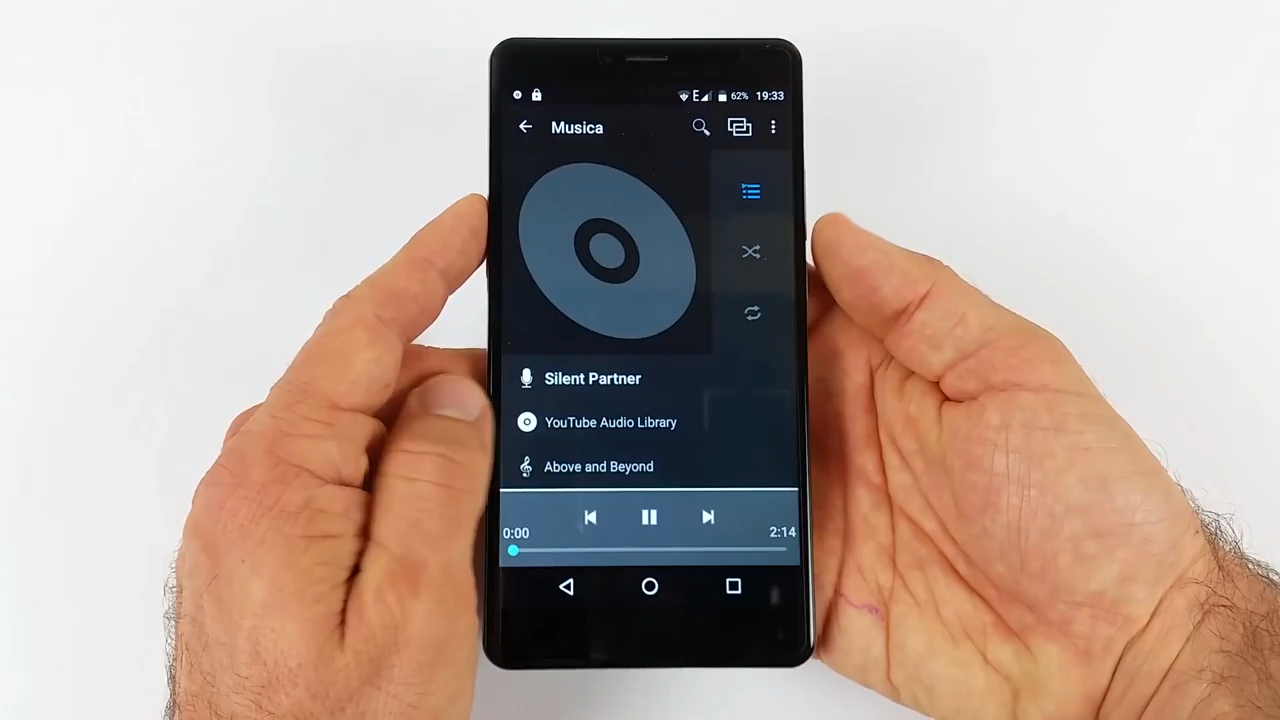 E 62% 19:33
Musica
Silent Partner
YouTube Audio Library
Above and Beyond
0:00 2:14